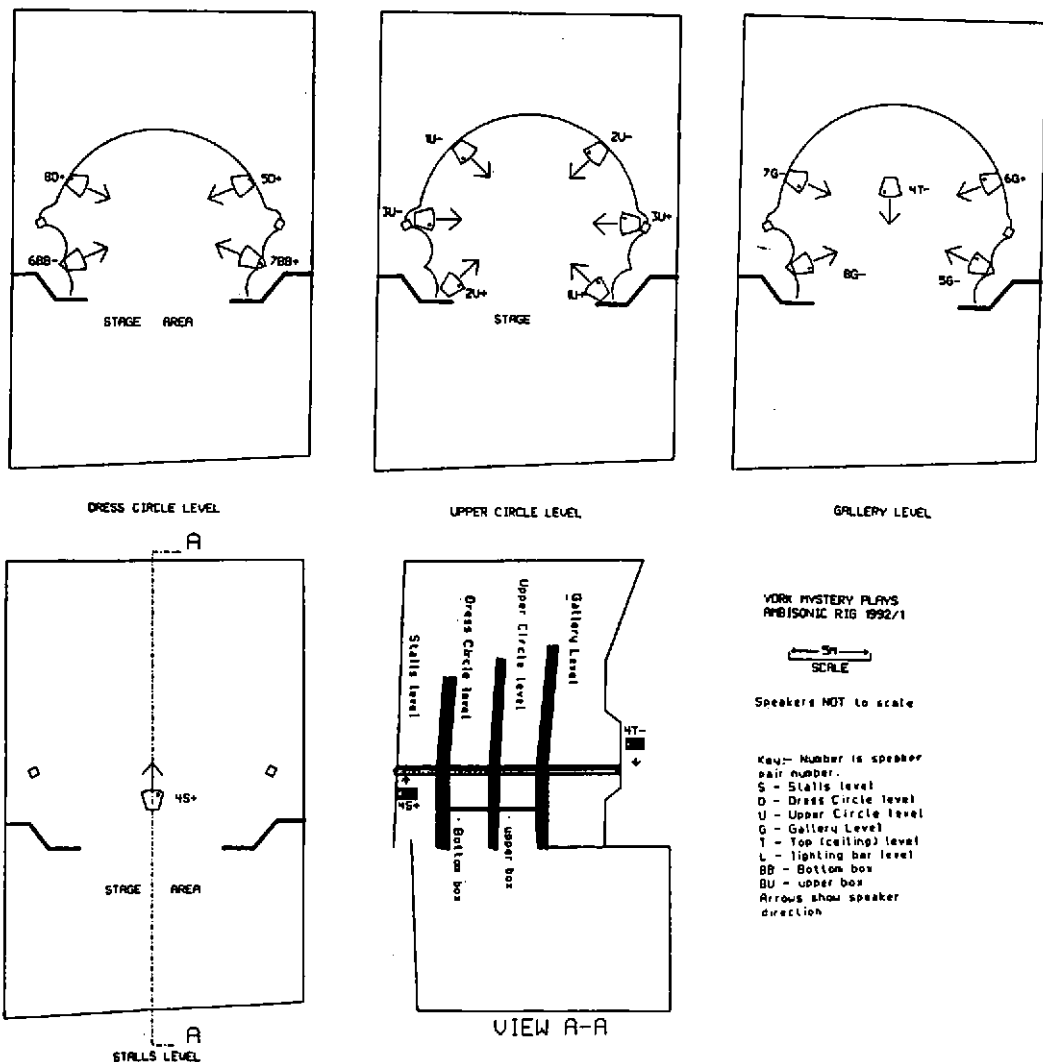 8D+
5D+
6BB-
7BB+
STAGE AREA
DRESS CIRCLE LEVEL
1U-
2U-
3U-
3U+
2U+
1U-
STAGE
UPPER CIRCLE LEVEL
7G-
4T-
6G+
8G-
5G-
GALLERY LEVEL
A
4S+
STAGE AREA
A
STALLS LEVEL
Stalls level
Dress Circle level
Upper Circle level
Gallery Level
4T-
4S+
Bottom box
upper box
VIEW A-A
YORK MYSTERY PLAYS
AMBISONIC RIG 1992/1
5m
SCALE
Speakers NOT to scale
Key:- Number is speaker
pair number.
S - Stalls level
D - Dress Circle level
U - Upper Circle level
G - Gallery Level
T - Top (ceiling) level
L - lighting bar level
BB - Bottom box
BU - upper box
Arrows show speaker
direction